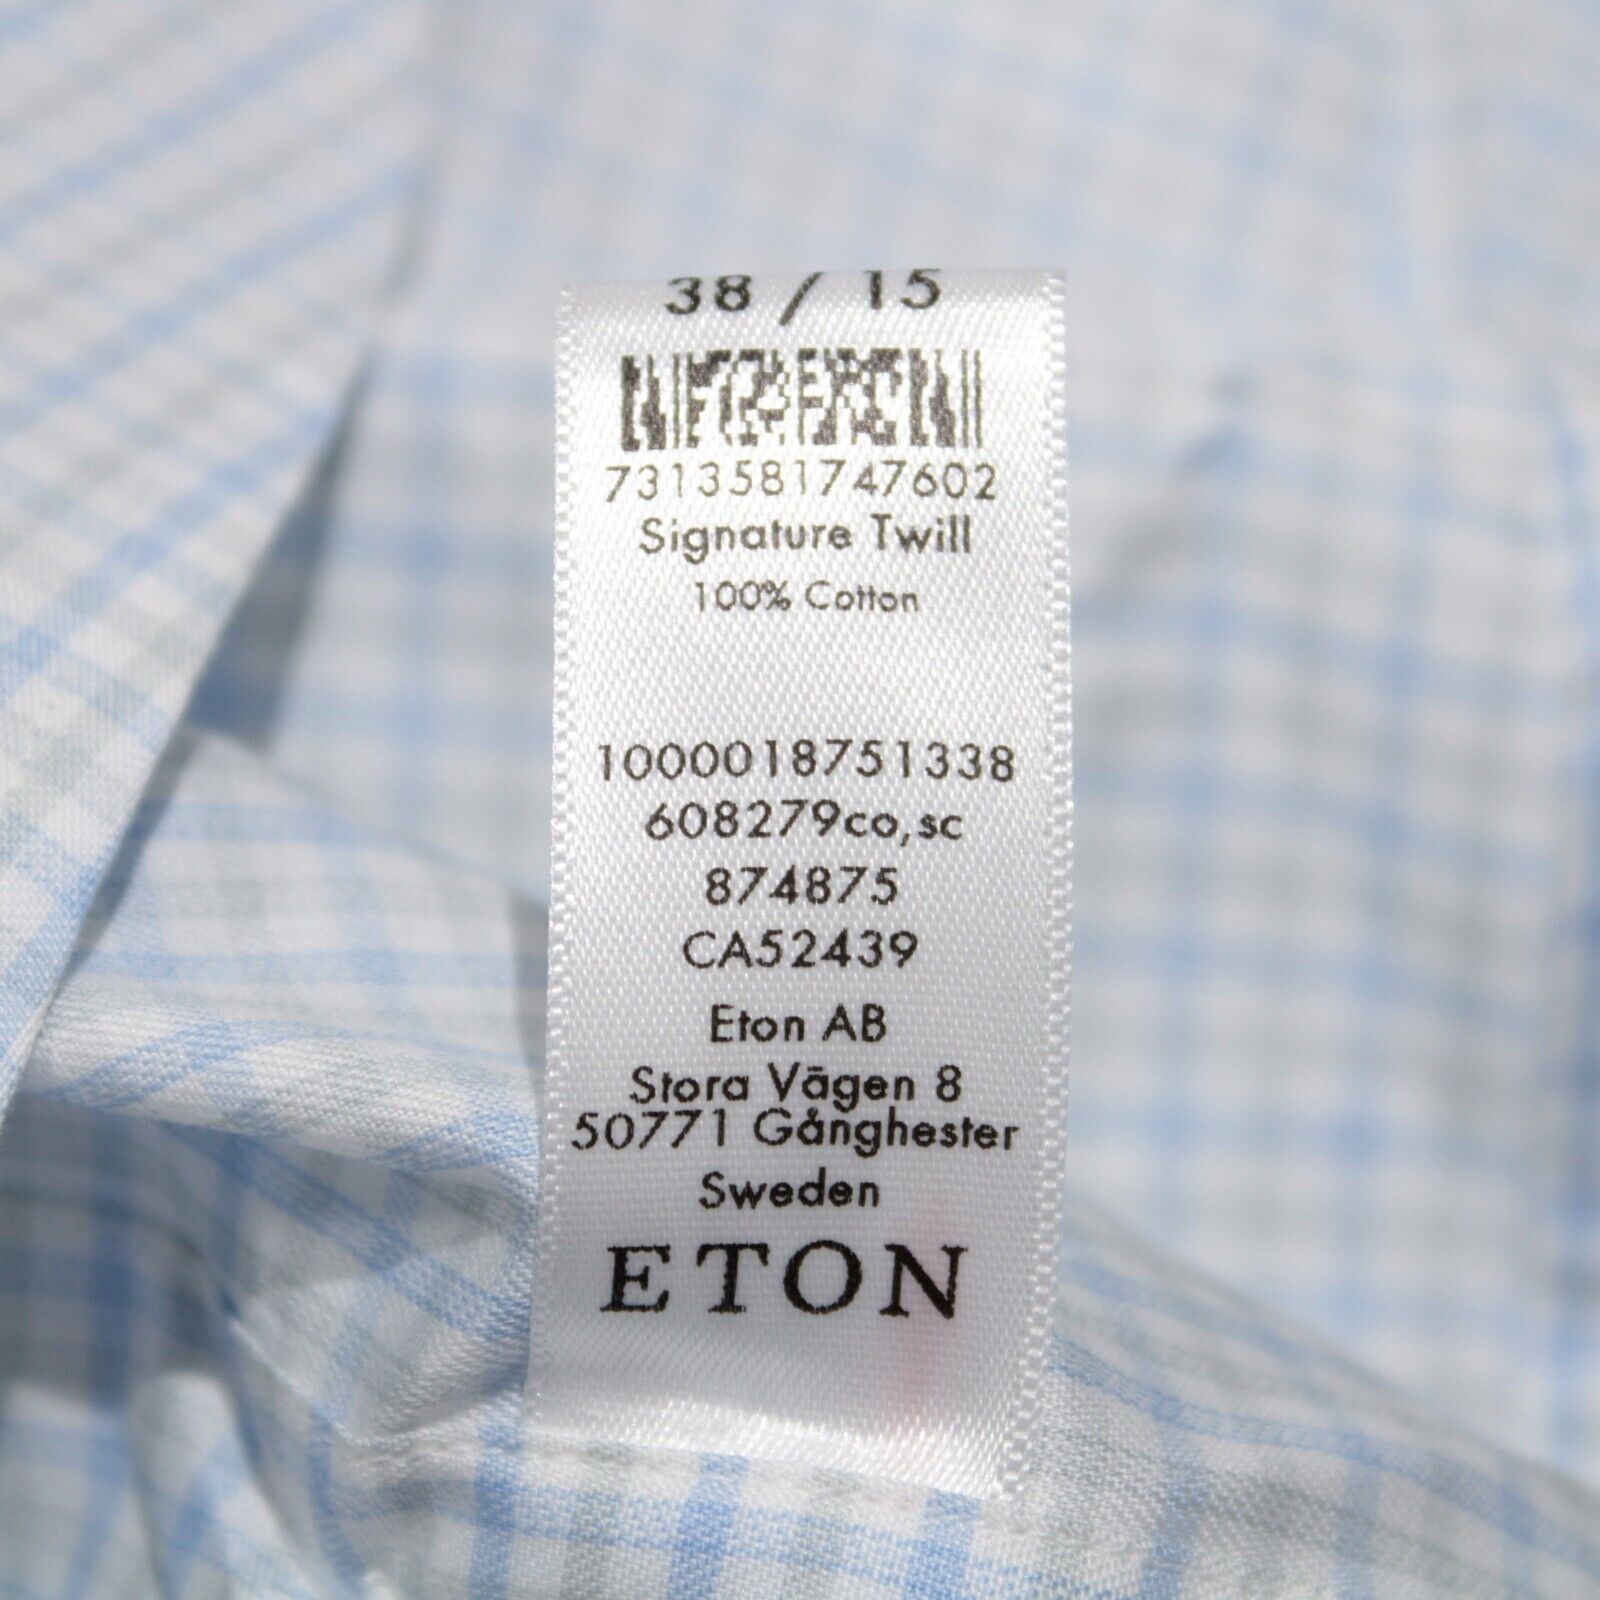 38 / 15
7313581747602
Signature Twill
100% Cotton
1000018751338
608279co,sc
874875
CA52439
Eton AB
Stora Vägen 8
50771 Gånghester
Sweden
ETON